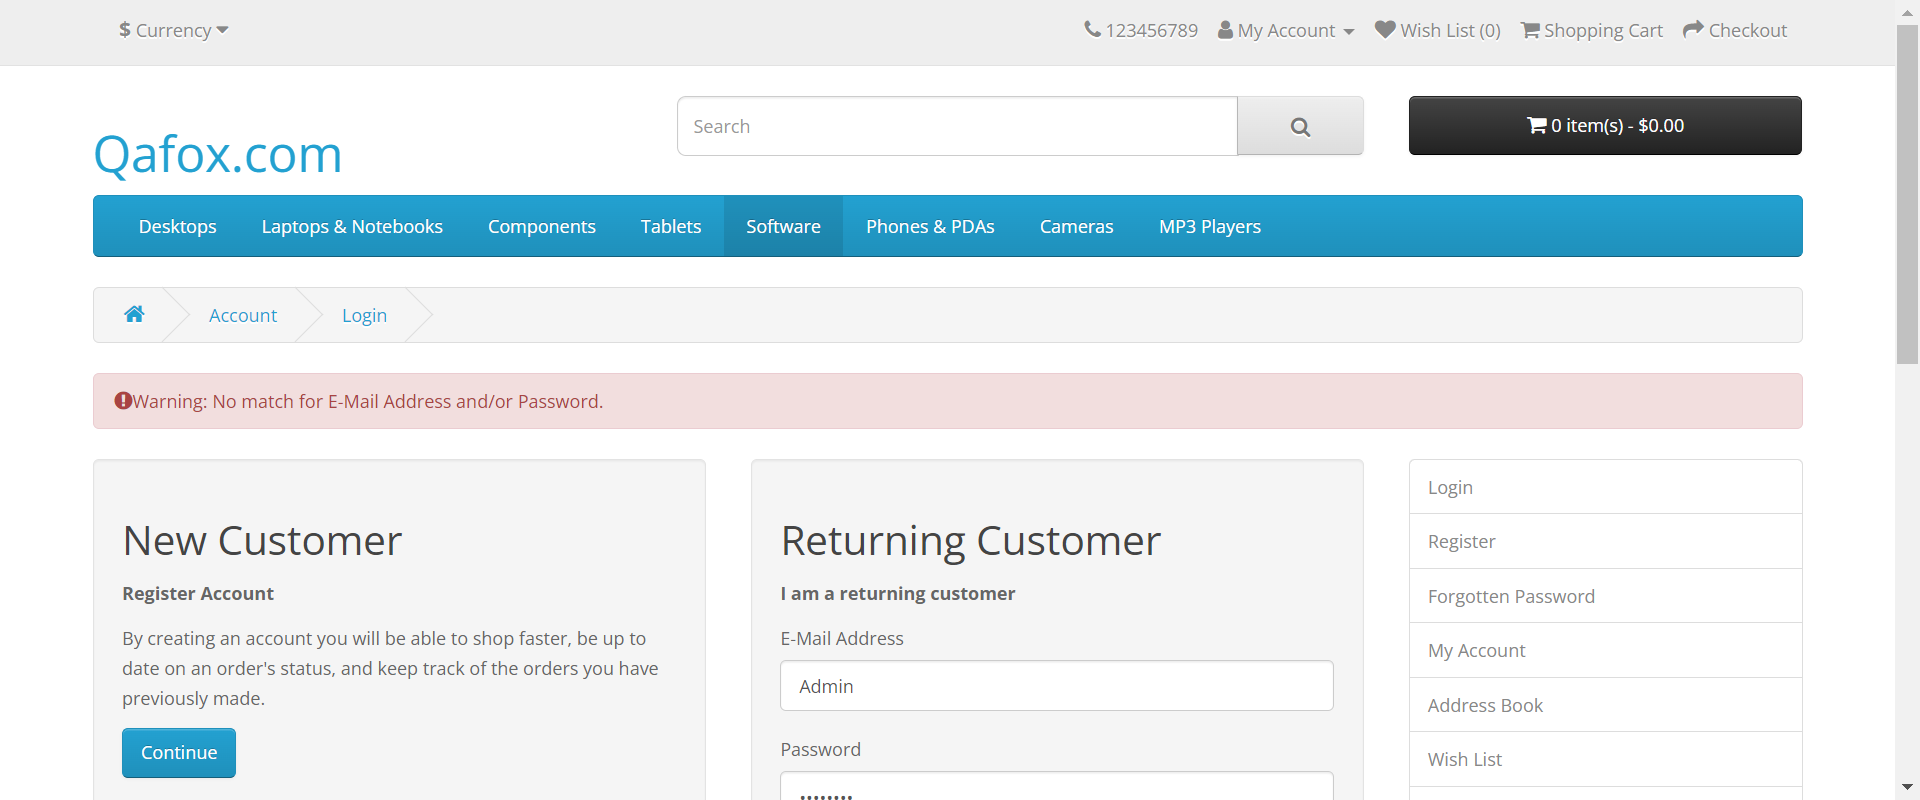 $ Currency
123456789 My Account Wish List (0) Shopping Cart Checkout
Qafox.com
Search
0 item(s) - $0.00
Desktops Laptops & Notebooks Components Tablets Software Phones & PDAs Cameras MP3 Players
Account Login
Warning: No match for E-Mail Address and/or Password.
New Customer
Register Account
By creating an account you will be able to shop faster, be up to
date on an order's status, and keep track of the orders you have
previously made.
Continue
Returning Customer
I am a returning customer
E-Mail Address
Admin
Password
••••••••
Login
Register
Forgotten Password
My Account
Address Book
Wish List